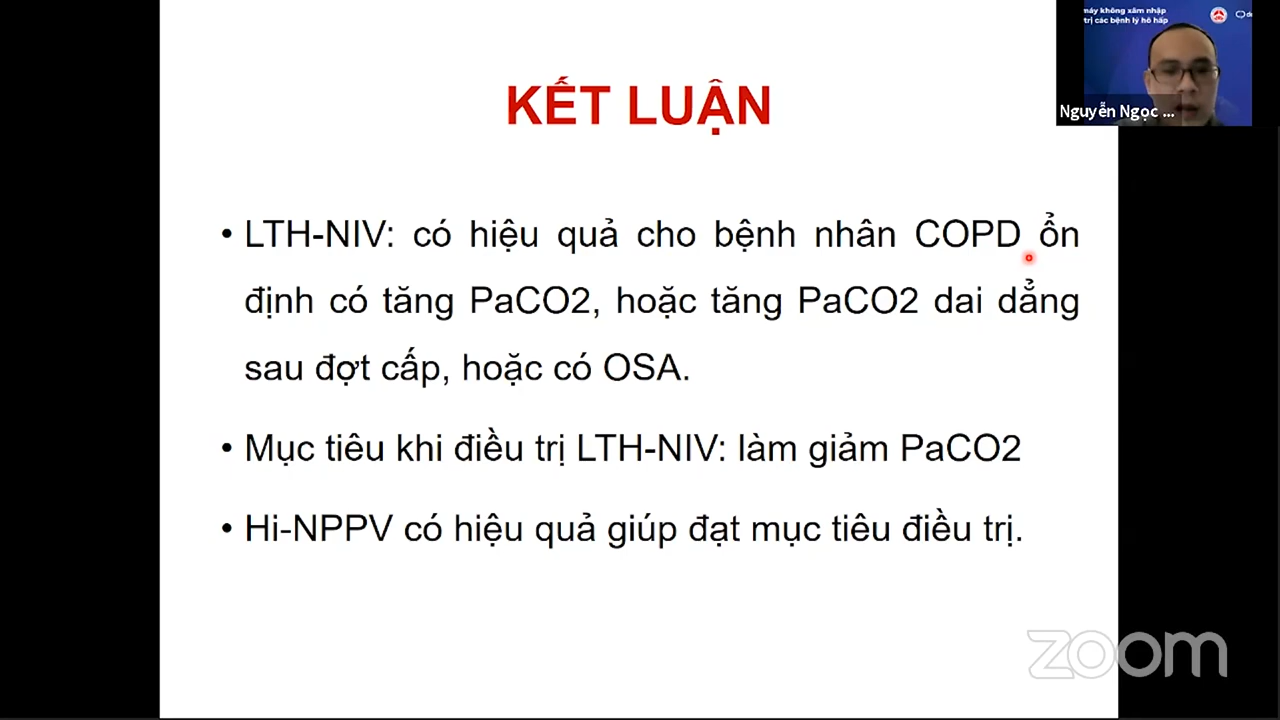 máy không xâm nhập
trị các bệnh lý hô hấp
Nguyễn Ngọc ...
KẾT LUẬN
• LTH-NIV: có hiệu quả cho bệnh nhân COPD ổn
định có tăng PaCO2, hoặc tăng PaCO2 dai dẳng
sau đợt cấp, hoặc có OSA.
• Mục tiêu khi điều trị LTH-NIV: làm giảm PaCO2
• Hi-NPPV có hiệu quả giúp đạt mục tiêu điều trị.
zoom